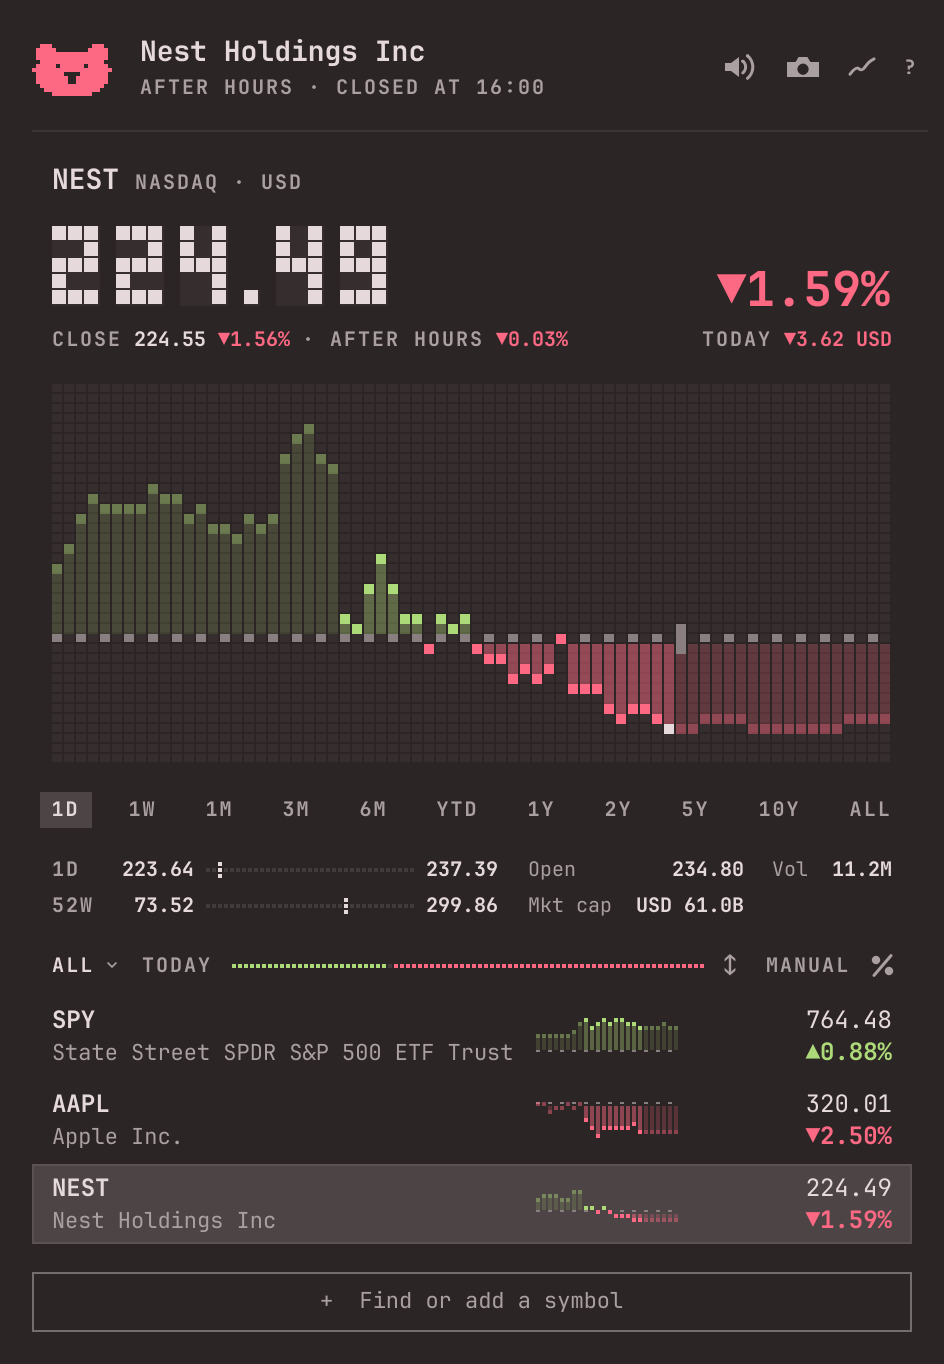 Nest Holdings Inc
AFTER HOURS · CLOSED AT 16:00
?
NEST NASDAQ · USD
224.49
▼1.59%
CLOSE 224.55 ▼1.56% · AFTER HOURS ▼0.03%
TODAY ▼3.62 USD
1D 1W 1M 3M 6M YTD 1Y 2Y 5Y 10Y ALL
1D 223.64 237.39 Open 234.80 Vol 11.2M
52W 73.52 299.86 Mkt cap USD 61.0B
ALL TODAY MANUAL %
SPY 764.48
State Street SPDR S&P 500 ETF Trust ▲0.88%
AAPL 320.01
Apple Inc. ▼2.50%
NEST 224.49
Nest Holdings Inc ▼1.59%
+ Find or add a symbol